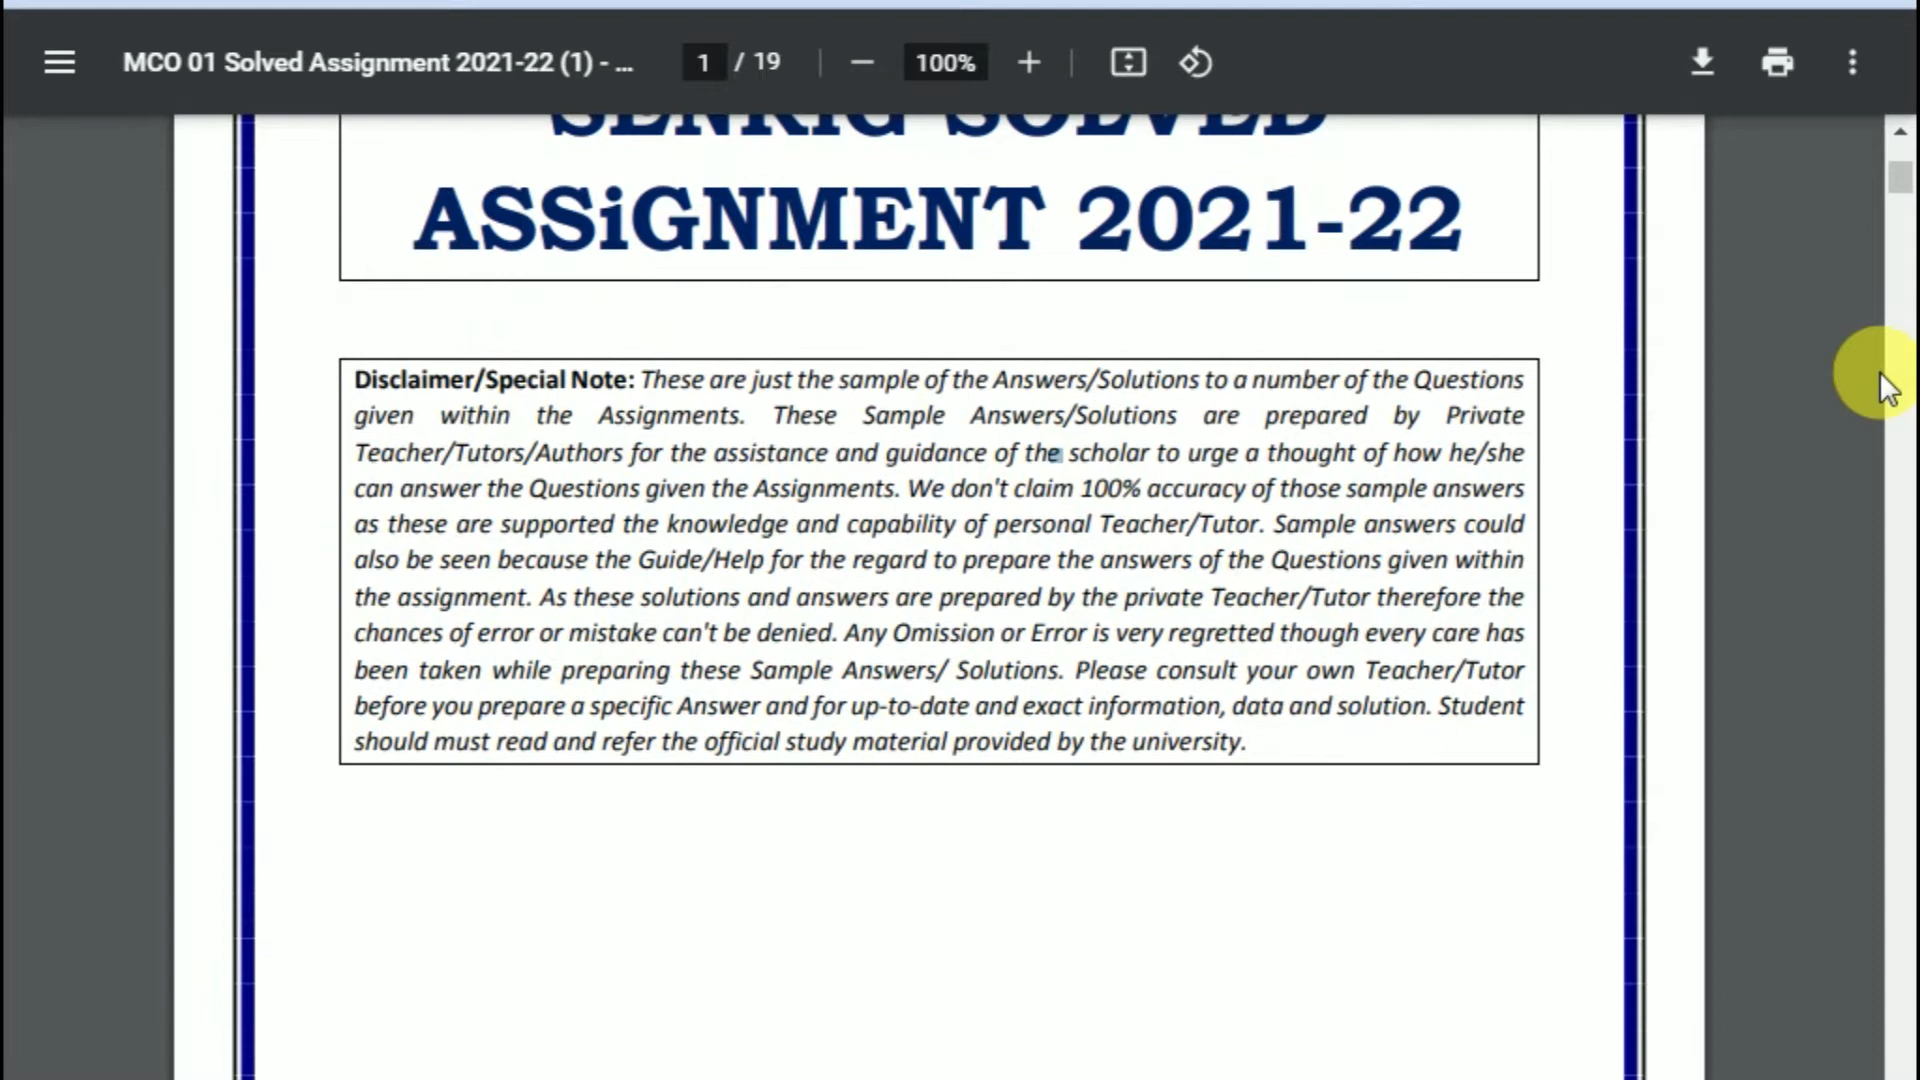 MCO 01 Solved Assignment 2021-22 (1) - ...
1 / 19
100%
SENRIG SOLVED
ASSiGNMENT 2021-22
Disclaimer/Special Note: These are just the sample of the Answers/Solutions to a number of the Questions
given within the Assignments. These Sample Answers/Solutions are prepared by Private
Teacher/Tutors/Authors for the assistance and guidance of the scholar to urge a thought of how he/she
can answer the Questions given the Assignments. We don't claim 100% accuracy of those sample answers
as these are supported the knowledge and capability of personal Teacher/Tutor. Sample answers could
also be seen because the Guide/Help for the regard to prepare the answers of the Questions given within
the assignment. As these solutions and answers are prepared by the private Teacher/Tutor therefore the
chances of error or mistake can't be denied. Any Omission or Error is very regretted though every care has
been taken while preparing these Sample Answers/ Solutions. Please consult your own Teacher/Tutor
before you prepare a specific Answer and for up-to-date and exact information, data and solution. Student
should must read and refer the official study material provided by the university.